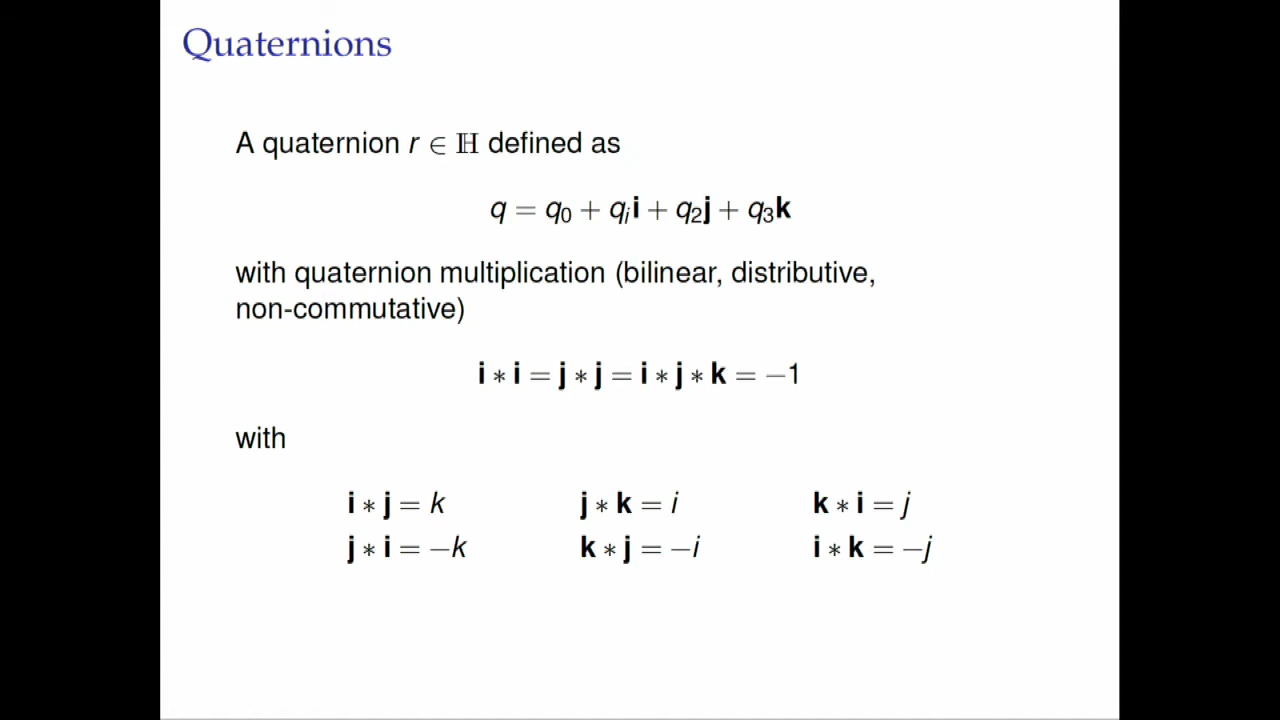 Quaternions
A quaternion r ∈ ℍ defined as
q = q₀ + qᵢi + q₂j + q₃k
with quaternion multiplication (bilinear, distributive,
non-commutative)
i ∗ i = j ∗ j = i ∗ j ∗ k = −1
with
i ∗ j = k j ∗ k = i k ∗ i = j
j ∗ i = −k k ∗ j = −i i ∗ k = −j